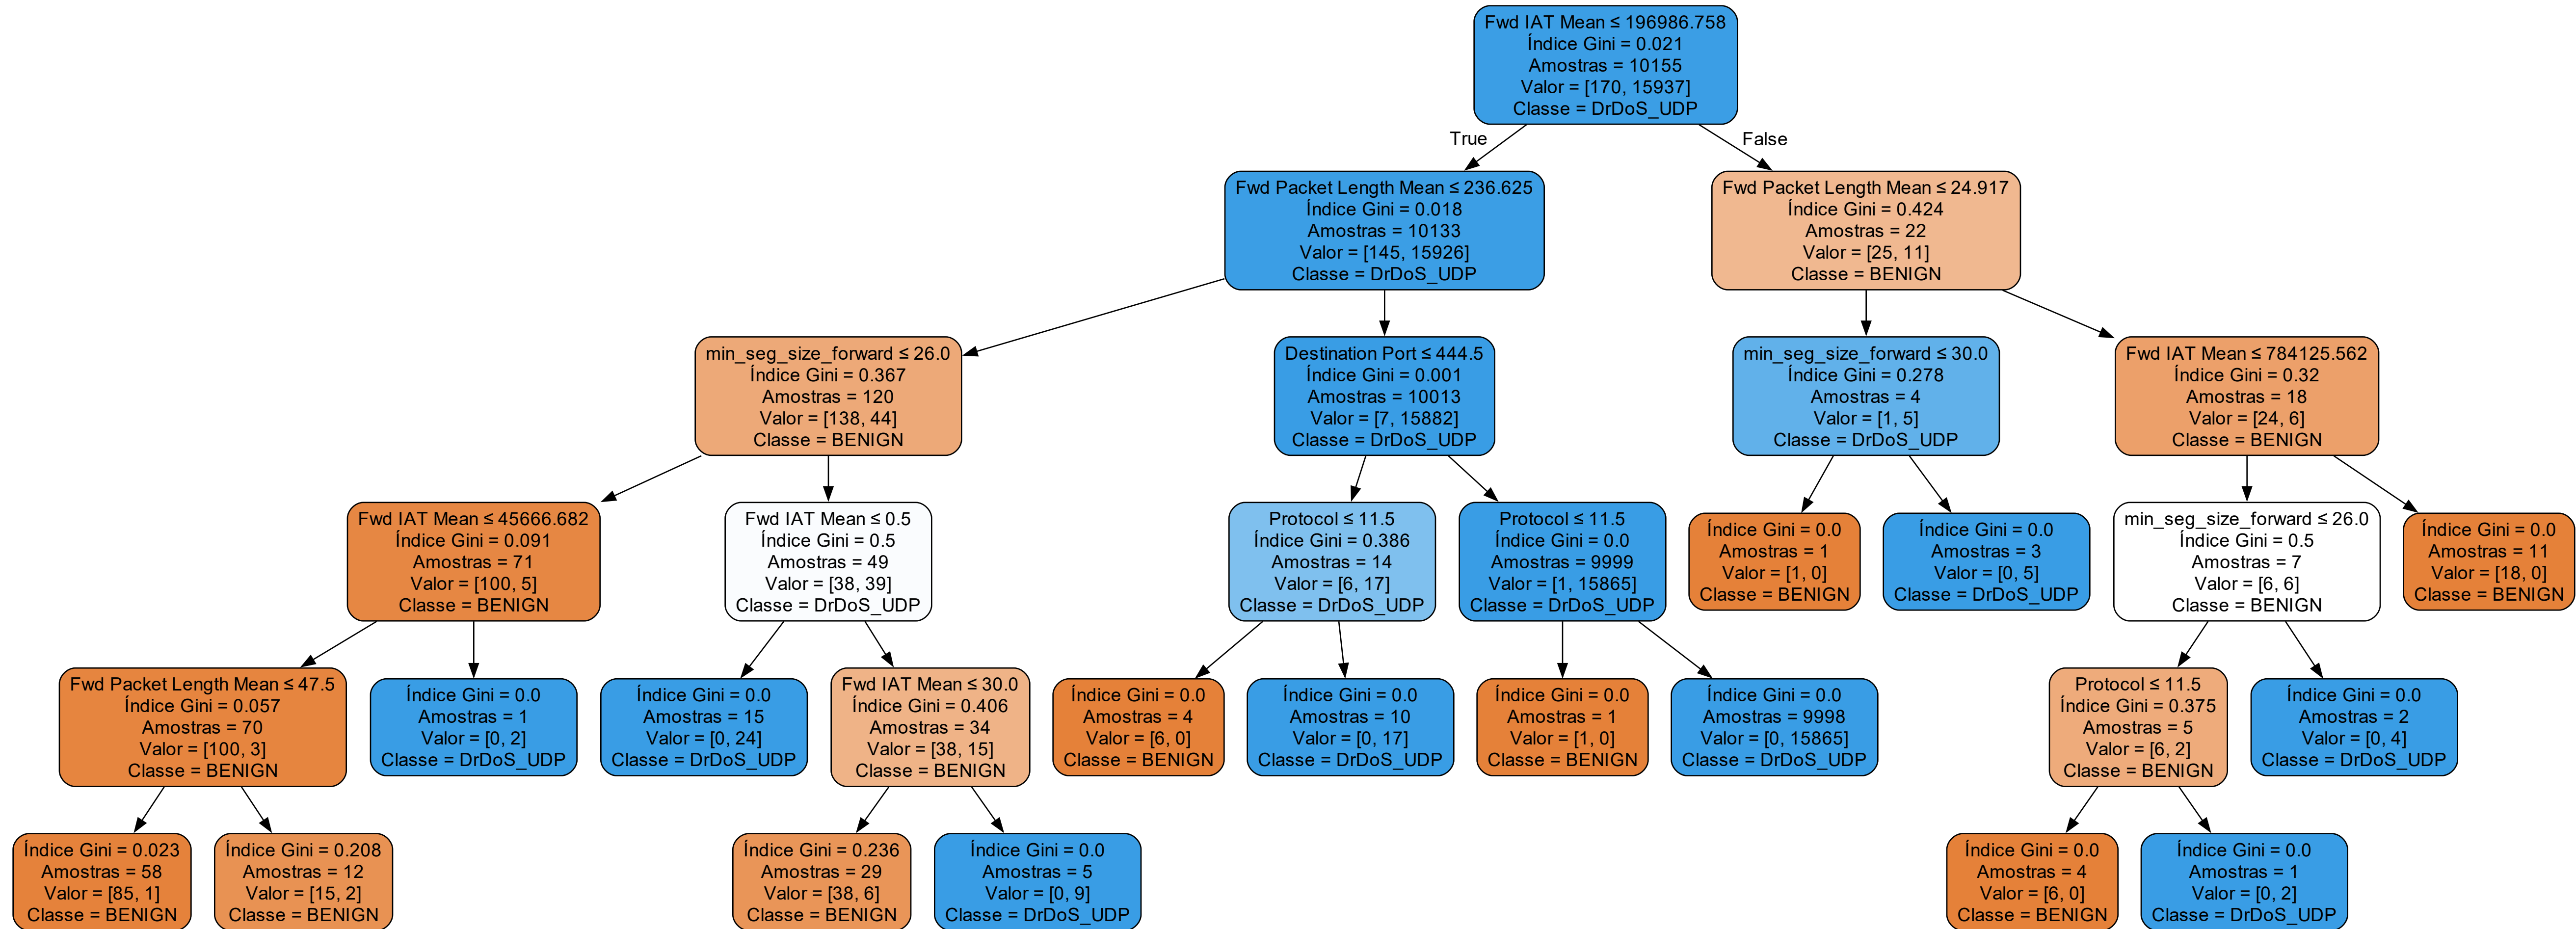 Fwd IAT Mean ≤ 196986.758
Índice Gini = 0.021
Amostras = 10155
Valor = [170, 15937]
Classe = DrDoS_UDP
True
False
Fwd Packet Length Mean ≤ 236.625
Índice Gini = 0.018
Amostras = 10133
Valor = [145, 15926]
Classe = DrDoS_UDP
Fwd Packet Length Mean ≤ 24.917
Índice Gini = 0.424
Amostras = 22
Valor = [25, 11]
Classe = BENIGN
min_seg_size_forward ≤ 26.0
Índice Gini = 0.367
Amostras = 120
Valor = [138, 44]
Classe = BENIGN
Destination Port ≤ 444.5
Índice Gini = 0.001
Amostras = 10013
Valor = [7, 15882]
Classe = DrDoS_UDP
min_seg_size_forward ≤ 30.0
Índice Gini = 0.278
Amostras = 4
Valor = [1, 5]
Classe = DrDoS_UDP
Fwd IAT Mean ≤ 784125.562
Índice Gini = 0.32
Amostras = 18
Valor = [24, 6]
Classe = BENIGN
Fwd IAT Mean ≤ 45666.682
Índice Gini = 0.091
Amostras = 71
Valor = [100, 5]
Classe = BENIGN
Fwd IAT Mean ≤ 0.5
Índice Gini = 0.5
Amostras = 49
Valor = [38, 39]
Classe = DrDoS_UDP
Protocol ≤ 11.5
Índice Gini = 0.386
Amostras = 14
Valor = [6, 17]
Classe = DrDoS_UDP
Protocol ≤ 11.5
Índice Gini = 0.0
Amostras = 9999
Valor = [1, 15865]
Classe = DrDoS_UDP
Índice Gini = 0.0
Amostras = 1
Valor = [1, 0]
Classe = BENIGN
Índice Gini = 0.0
Amostras = 3
Valor = [0, 5]
Classe = DrDoS_UDP
min_seg_size_forward ≤ 26.0
Índice Gini = 0.5
Amostras = 7
Valor = [6, 6]
Classe = BENIGN
Índice Gini = 0.0
Amostras = 11
Valor = [18, 0]
Classe = BENIGN
Fwd Packet Length Mean ≤ 47.5
Índice Gini = 0.057
Amostras = 70
Valor = [100, 3]
Classe = BENIGN
Índice Gini = 0.0
Amostras = 1
Valor = [0, 2]
Classe = DrDoS_UDP
Índice Gini = 0.0
Amostras = 15
Valor = [0, 24]
Classe = DrDoS_UDP
Fwd IAT Mean ≤ 30.0
Índice Gini = 0.406
Amostras = 34
Valor = [38, 15]
Classe = BENIGN
Índice Gini = 0.0
Amostras = 4
Valor = [6, 0]
Classe = BENIGN
Índice Gini = 0.0
Amostras = 10
Valor = [0, 17]
Classe = DrDoS_UDP
Índice Gini = 0.0
Amostras = 1
Valor = [1, 0]
Classe = BENIGN
Índice Gini = 0.0
Amostras = 9998
Valor = [0, 15865]
Classe = DrDoS_UDP
Protocol ≤ 11.5
Índice Gini = 0.375
Amostras = 5
Valor = [6, 2]
Classe = BENIGN
Índice Gini = 0.0
Amostras = 2
Valor = [0, 4]
Classe = DrDoS_UDP
Índice Gini = 0.023
Amostras = 58
Valor = [85, 1]
Classe = BENIGN
Índice Gini = 0.208
Amostras = 12
Valor = [15, 2]
Classe = BENIGN
Índice Gini = 0.236
Amostras = 29
Valor = [38, 6]
Classe = BENIGN
Índice Gini = 0.0
Amostras = 5
Valor = [0, 9]
Classe = DrDoS_UDP
Índice Gini = 0.0
Amostras = 4
Valor = [6, 0]
Classe = BENIGN
Índice Gini = 0.0
Amostras = 1
Valor = [0, 2]
Classe = DrDoS_UDP